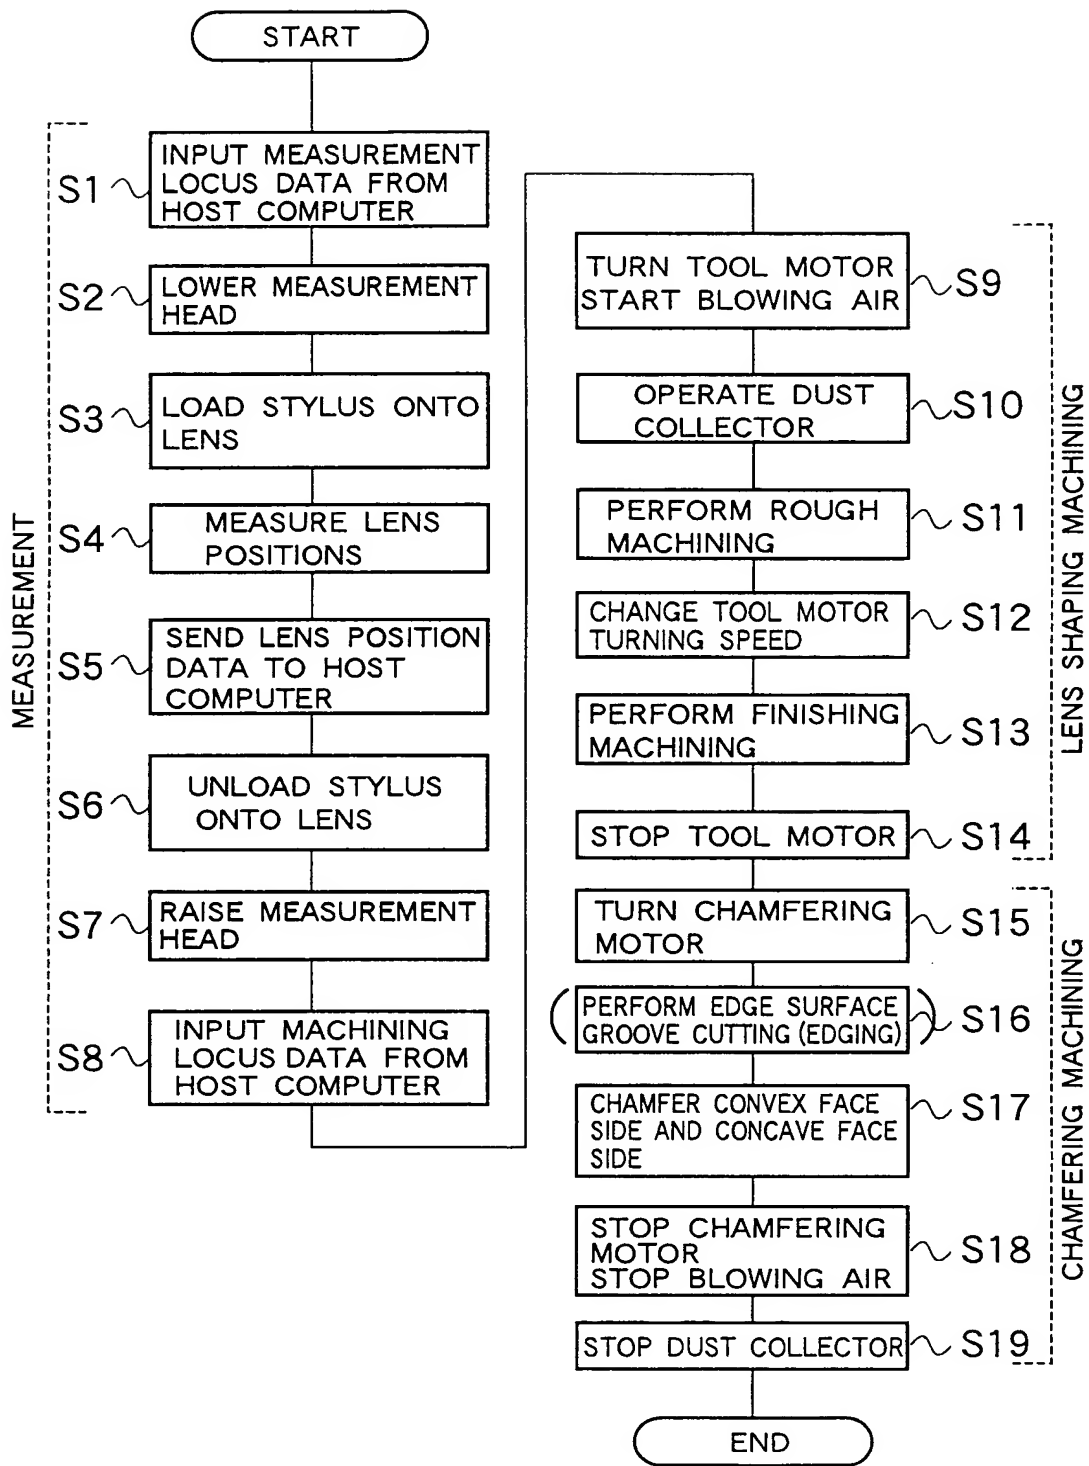 START
MEASUREMENT
S1
INPUT MEASUREMENT
LOCUS DATA FROM
HOST COMPUTER
S2
LOWER MEASUREMENT
HEAD
S3
LOAD STYLUS ONTO
LENS
S4
MEASURE LENS
POSITIONS
S5
SEND LENS POSITION
DATA TO HOST
COMPUTER
S6
UNLOAD STYLUS
ONTO LENS
S7
RAISE MEASUREMENT
HEAD
S8
INPUT MACHINING
LOCUS DATA FROM
HOST COMPUTER
LENS SHAPING MACHINING
TURN TOOL MOTOR
START BLOWING AIR
S9
OPERATE DUST
COLLECTOR
S10
PERFORM ROUGH
MACHINING
S11
CHANGE TOOL MOTOR
TURNING SPEED
S12
PERFORM FINISHING
MACHINING
S13
STOP TOOL MOTOR
S14
CHAMFERING MACHINING
TURN CHAMFERING
MOTOR
S15
(PERFORM EDGE SURFACE
GROOVE CUTTING (EDGING))
S16
CHAMFER CONVEX FACE
SIDE AND CONCAVE FACE
SIDE
S17
STOP CHAMFERING
MOTOR
STOP BLOWING AIR
S18
STOP DUST COLLECTOR
S19
END